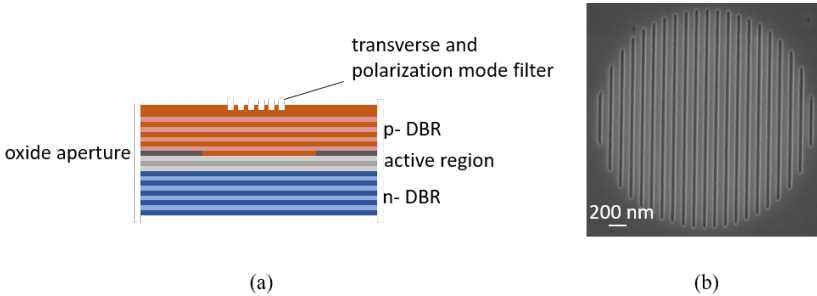 transverse and
polarization mode filter
p- DBR
oxide aperture
active region
n- DBR
200 nm
(a)
(b)